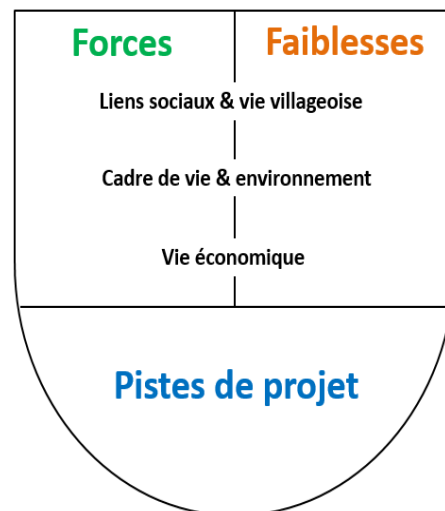 Forces
Faiblesses
Liens sociaux & vie villageoise
Cadre de vie & environnement
Vie économique
Pistes de projet